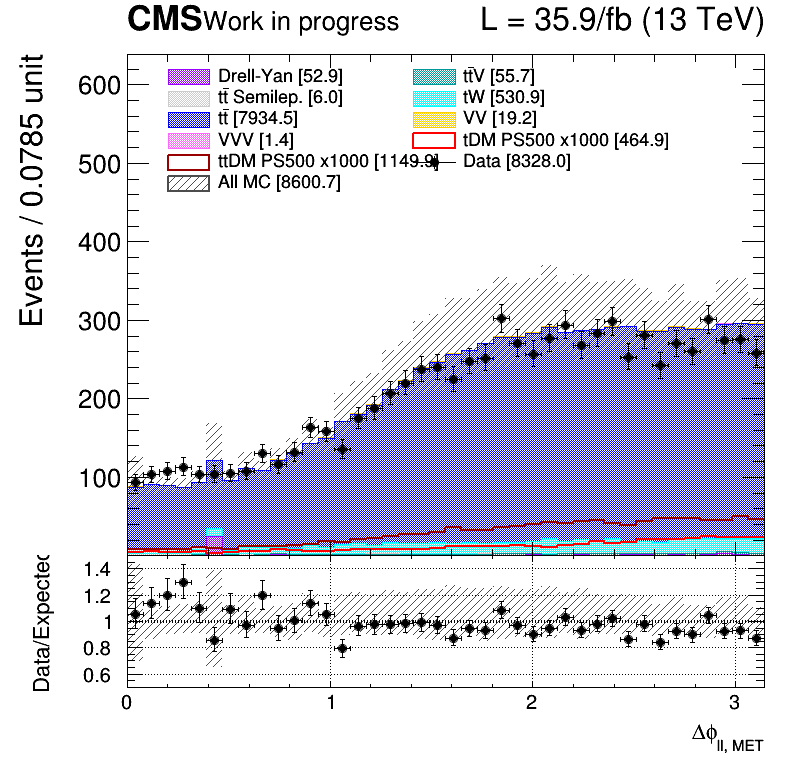 CMS Work in progress L = 35.9/fb (13 TeV)
Events / 0.0785 unit
600
500
400
300
200
100
Drell-Yan [52.9] tt̄V [55.7]
tt̄ Semilep. [6.0] tW [530.9]
tt̄ [7934.5] VV [19.2]
VVV [1.4] tDM PS500 x1000 [464.9]
ttDM PS500 x1000 [1149.9] Data [8328.0]
All MC [8600.7]
Data/Expected
1.4
1.2
1
0.8
0.6
0 1 2 3
Δϕ_ll, MET